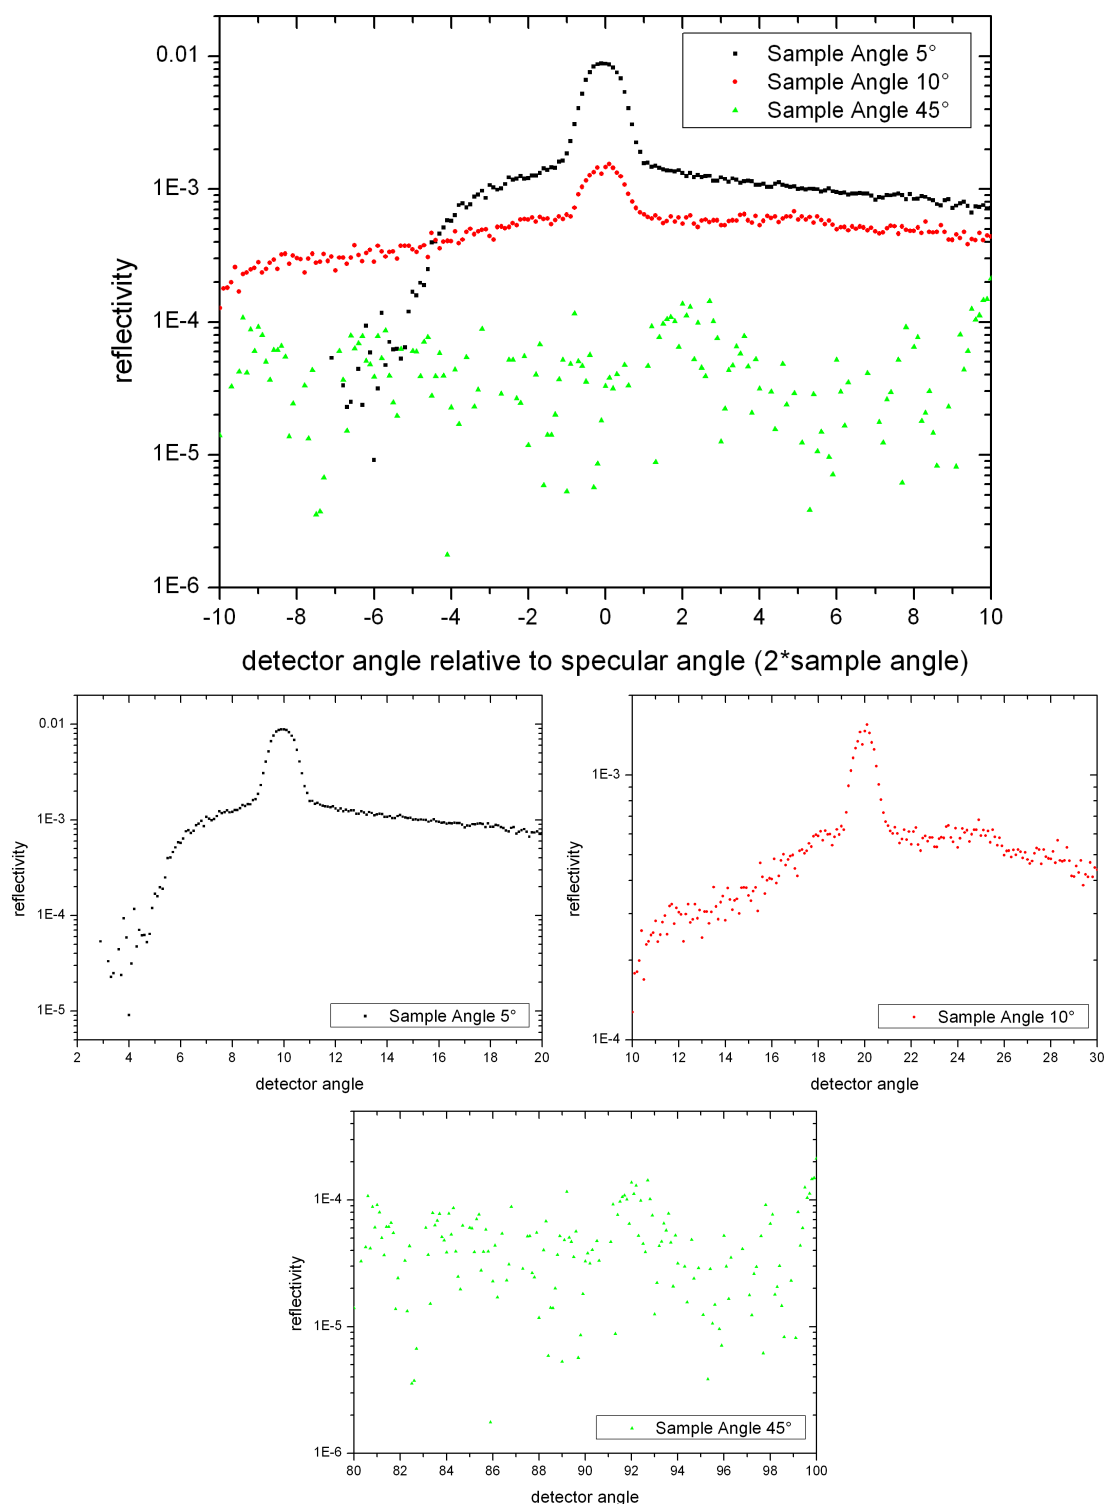 0.01
1E-3
1E-4
1E-5
1E-6
reflectivity
Sample Angle 5°
Sample Angle 10°
Sample Angle 45°
-10 -8 -6 -4 -2 0 2 4 6 8 10
detector angle relative to specular angle (2*sample angle)
0.01
1E-3
1E-4
1E-5
reflectivity
Sample Angle 5°
2 4 6 8 10 12 14 16 18 20
detector angle
1E-3
1E-4
reflectivity
Sample Angle 10°
10 12 14 16 18 20 22 24 26 28 30
detector angle
1E-4
1E-5
1E-6
reflectivity
Sample Angle 45°
80 82 84 86 88 90 92 94 96 98 100
detector angle